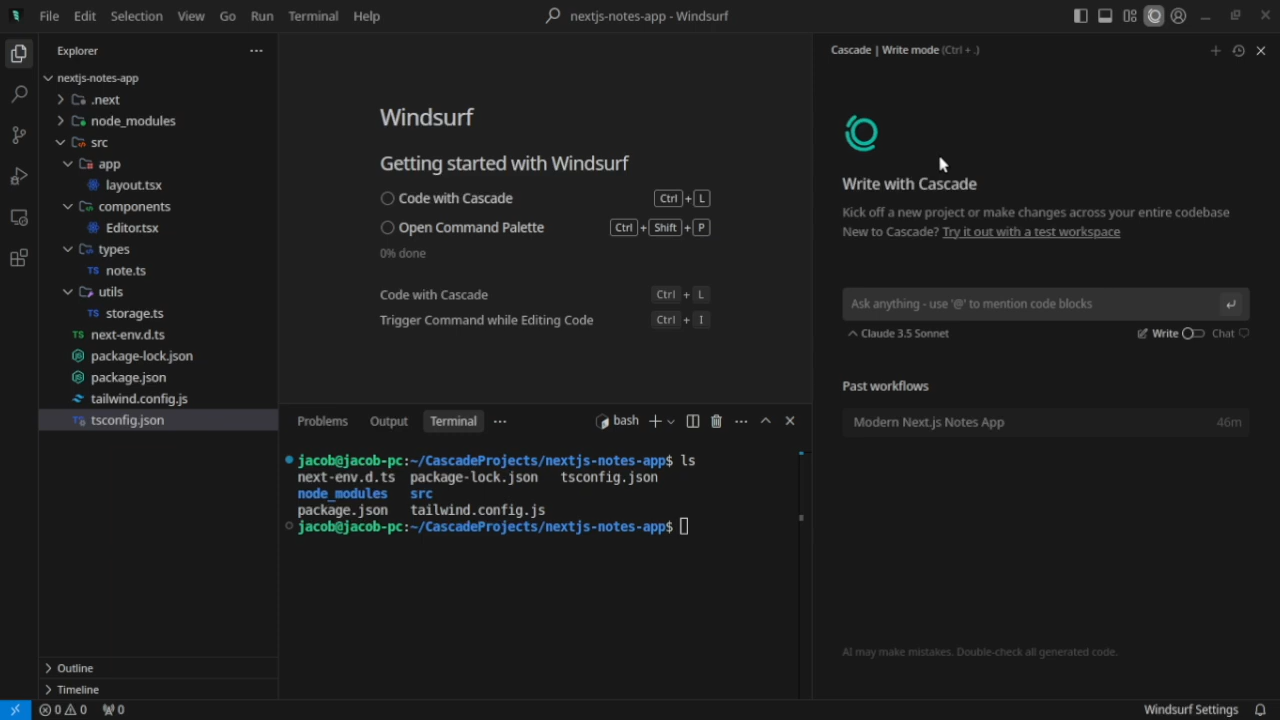 File Edit Selection View Go Run Terminal Help nextjs-notes-app - Windsurf
Explorer
nextjs-notes-app
.next
node_modules
src
app
layout.tsx
components
Editor.tsx
types
TS note.ts
utils
TS storage.ts
TS next-env.d.ts
package-lock.json
package.json
tailwind.config.js
TS tsconfig.json
Outline
Timeline
Windsurf
Getting started with Windsurf
Code with Cascade Ctrl + L
Open Command Palette Ctrl + Shift + P
0% done
Code with Cascade Ctrl + L
Trigger Command while Editing Code Ctrl + I
Problems Output Terminal bash
jacob@jacob-pc:~/CascadeProjects/nextjs-notes-app$ ls
next-env.d.ts package-lock.json tsconfig.json
node_modules src
package.json tailwind.config.js
jacob@jacob-pc:~/CascadeProjects/nextjs-notes-app$
Cascade | Write mode (Ctrl + .)
Write with Cascade
Kick off a new project or make changes across your entire codebase
New to Cascade? Try it out with a test workspace
Ask anything - use '@' to mention code blocks
Claude 3.5 Sonnet Write Chat
Past workflows
Modern Next.js Notes App 46m
AI may make mistakes. Double-check all generated code.
0 0 0 Windsurf Settings